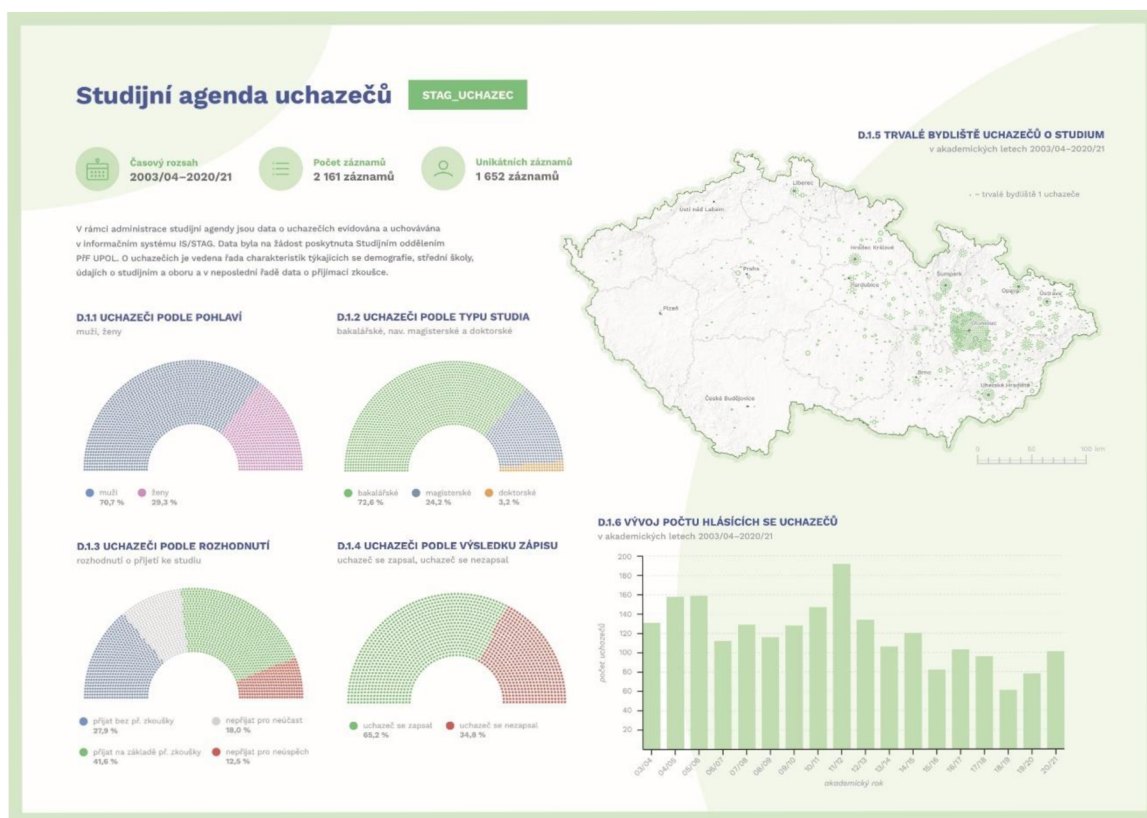 Studijní agenda uchazečů
STAG_UCHAZEC
Časový rozsah
2003/04–2020/21
Počet záznamů
2 161 záznamů
Unikátních záznamů
1 652 záznamů
V rámci administrace studijní agendy jsou data o uchazečích evidována a uchovávána
v informačním systému IS/STAG. Data byla na žádost poskytnuta Studijním oddělením
PřF UPOL. O uchazečích je vedena řada charakteristik týkajících se demografie, střední školy,
údajích o studijním a oboru a v neposlední řadě data o přijímací zkoušce.
D.1.1 UCHAZEČI PODLE POHLAVÍ
muži, ženy
muži
70,7 %
ženy
29,3 %
D.1.2 UCHAZEČI PODLE TYPU STUDIA
bakalářské, nav. magisterské a doktorské
bakalářské
72,6 %
magisterské
24,2 %
doktorské
3,2 %
D.1.3 UCHAZEČI PODLE ROZHODNUTÍ
rozhodnutí o přijetí ke studiu
přijat bez př. zkoušky
27,9 %
nepřijat pro neúčast
18,0 %
přijat na základě př. zkoušky
41,6 %
nepřijat pro neúspěch
12,5 %
D.1.4 UCHAZEČI PODLE VÝSLEDKU ZÁPISU
uchazeč se zapsal, uchazeč se nezapsal
uchazeč se zapsal
65,2 %
uchazeč se nezapsal
34,8 %
D.1.5 TRVALÉ BYDLIŠTĚ UCHAZEČŮ O STUDIUM
v akademických letech 2003/04–2020/21
– trvalé bydliště 1 uchazeče
Liberec
Ústí nad Labem
Hradec Králové
Praha
Pardubice
Šumperk
Opava
Ostrava
Plzeň
Olomouc
Brno
Uherské Hradiště
České Budějovice
0 50 100 km
D.1.6 VÝVOJ POČTU HLÁSÍCÍCH SE UCHAZEČŮ
v akademických letech 2003/04–2020/21
počet uchazečů
200
180
160
140
120
100
80
60
40
20
03/04 04/05 05/06 06/07 07/08 08/09 09/10 10/11 11/12 12/13 13/14 14/15 15/16 16/17 17/18 18/19 19/20 20/21
akademický rok